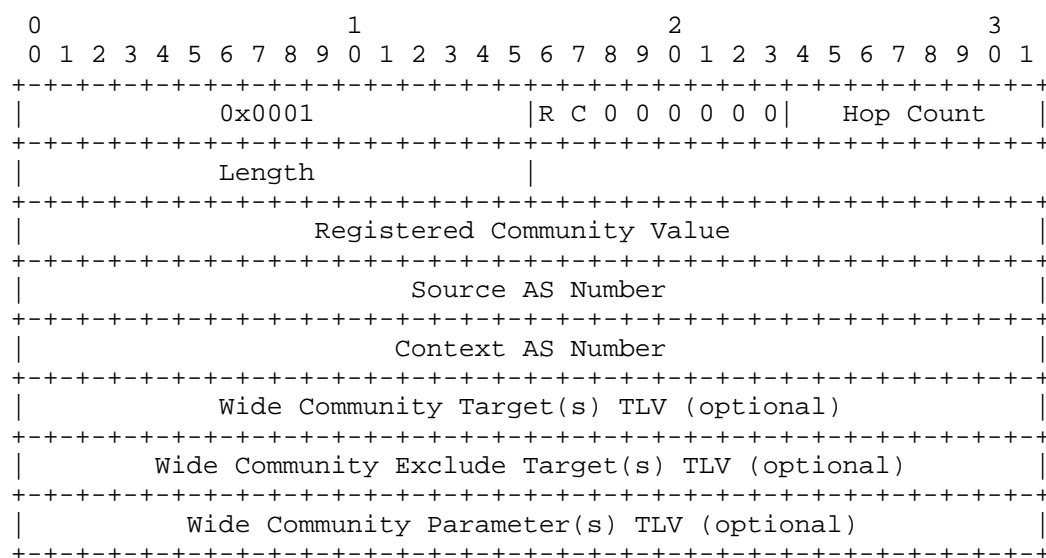 0                   1                   2                   3
 0 1 2 3 4 5 6 7 8 9 0 1 2 3 4 5 6 7 8 9 0 1 2 3 4 5 6 7 8 9 0 1
+-+-+-+-+-+-+-+-+-+-+-+-+-+-+-+-+-+-+-+-+-+-+-+-+-+-+-+-+-+-+-+-+
|            0x0001             |R C 0 0 0 0 0 0|   Hop Count   |
+-+-+-+-+-+-+-+-+-+-+-+-+-+-+-+-+-+-+-+-+-+-+-+-+-+-+-+-+-+-+-+-+
|            Length             |
+-+-+-+-+-+-+-+-+-+-+-+-+-+-+-+-+-+-+-+-+-+-+-+-+-+-+-+-+-+-+-+-+
|                  Registered Community Value                   |
+-+-+-+-+-+-+-+-+-+-+-+-+-+-+-+-+-+-+-+-+-+-+-+-+-+-+-+-+-+-+-+-+
|                        Source AS Number                       |
+-+-+-+-+-+-+-+-+-+-+-+-+-+-+-+-+-+-+-+-+-+-+-+-+-+-+-+-+-+-+-+-+
|                       Context AS Number                       |
+-+-+-+-+-+-+-+-+-+-+-+-+-+-+-+-+-+-+-+-+-+-+-+-+-+-+-+-+-+-+-+-+
|            Wide Community Target(s) TLV (optional)            |
+-+-+-+-+-+-+-+-+-+-+-+-+-+-+-+-+-+-+-+-+-+-+-+-+-+-+-+-+-+-+-+-+
|        Wide Community Exclude Target(s) TLV (optional)        |
+-+-+-+-+-+-+-+-+-+-+-+-+-+-+-+-+-+-+-+-+-+-+-+-+-+-+-+-+-+-+-+-+
|          Wide Community Parameter(s) TLV (optional)           |
+-+-+-+-+-+-+-+-+-+-+-+-+-+-+-+-+-+-+-+-+-+-+-+-+-+-+-+-+-+-+-+-+